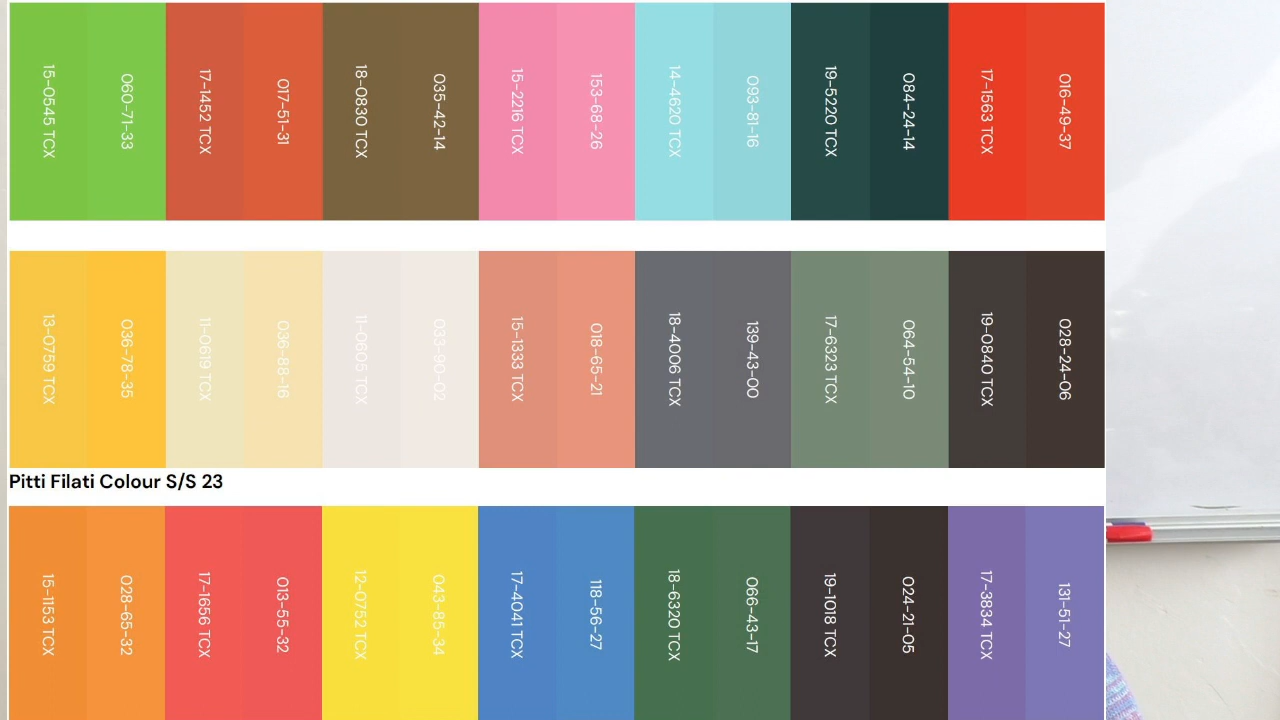 15-0545 TCX
060-71-33
17-1452 TCX
017-51-31
18-0830 TCX
035-42-14
15-2216 TCX
153-68-26
14-4620 TCX
093-81-16
19-5220 TCX
084-24-14
17-1563 TCX
016-49-37
13-0759 TCX
036-78-35
11-0619 TCX
036-88-16
11-0605 TCX
033-90-02
15-1333 TCX
018-65-21
18-4006 TCX
139-43-00
17-6323 TCX
064-54-10
19-0840 TCX
028-24-06
Pitti Filati Colour S/S 23
15-1153 TCX
028-65-32
17-1656 TCX
013-55-32
12-0752 TCX
043-85-34
17-4041 TCX
118-56-27
18-6320 TCX
066-43-17
19-1018 TCX
024-21-05
17-3834 TCX
131-51-27